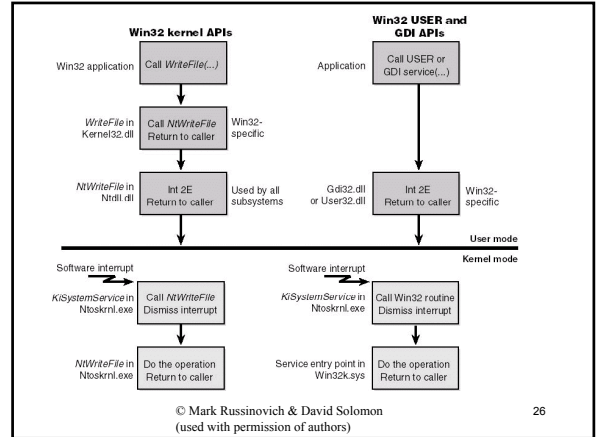 Win32 kernel APIs
Win32 USER and
GDI APIs
Win32 application
Call WriteFile(...)
Application
Call USER or
GDI service(...)
WriteFile in
Kernel32.dll
Call NtWriteFile
Return to caller
Win32-
specific
NtWriteFile in
Ntdll.dll
Int 2E
Return to caller
Used by all
subsystems
Gdi32.dll
or User32.dll
Int 2E
Return to caller
Win32-
specific
User mode
Kernel mode
Software interrupt
KiSystemService in
Ntoskrnl.exe
Call NtWriteFile
Dismiss interrupt
Software interrupt
KiSystemService in
Ntoskrnl.exe
Call Win32 routine
Dismiss interrupt
NtWriteFile in
Ntoskrnl.exe
Do the operation
Return to caller
Service entry point in
Win32k.sys
Do the operation
Return to caller
© Mark Russinovich & David Solomon
(used with permission of authors)
26